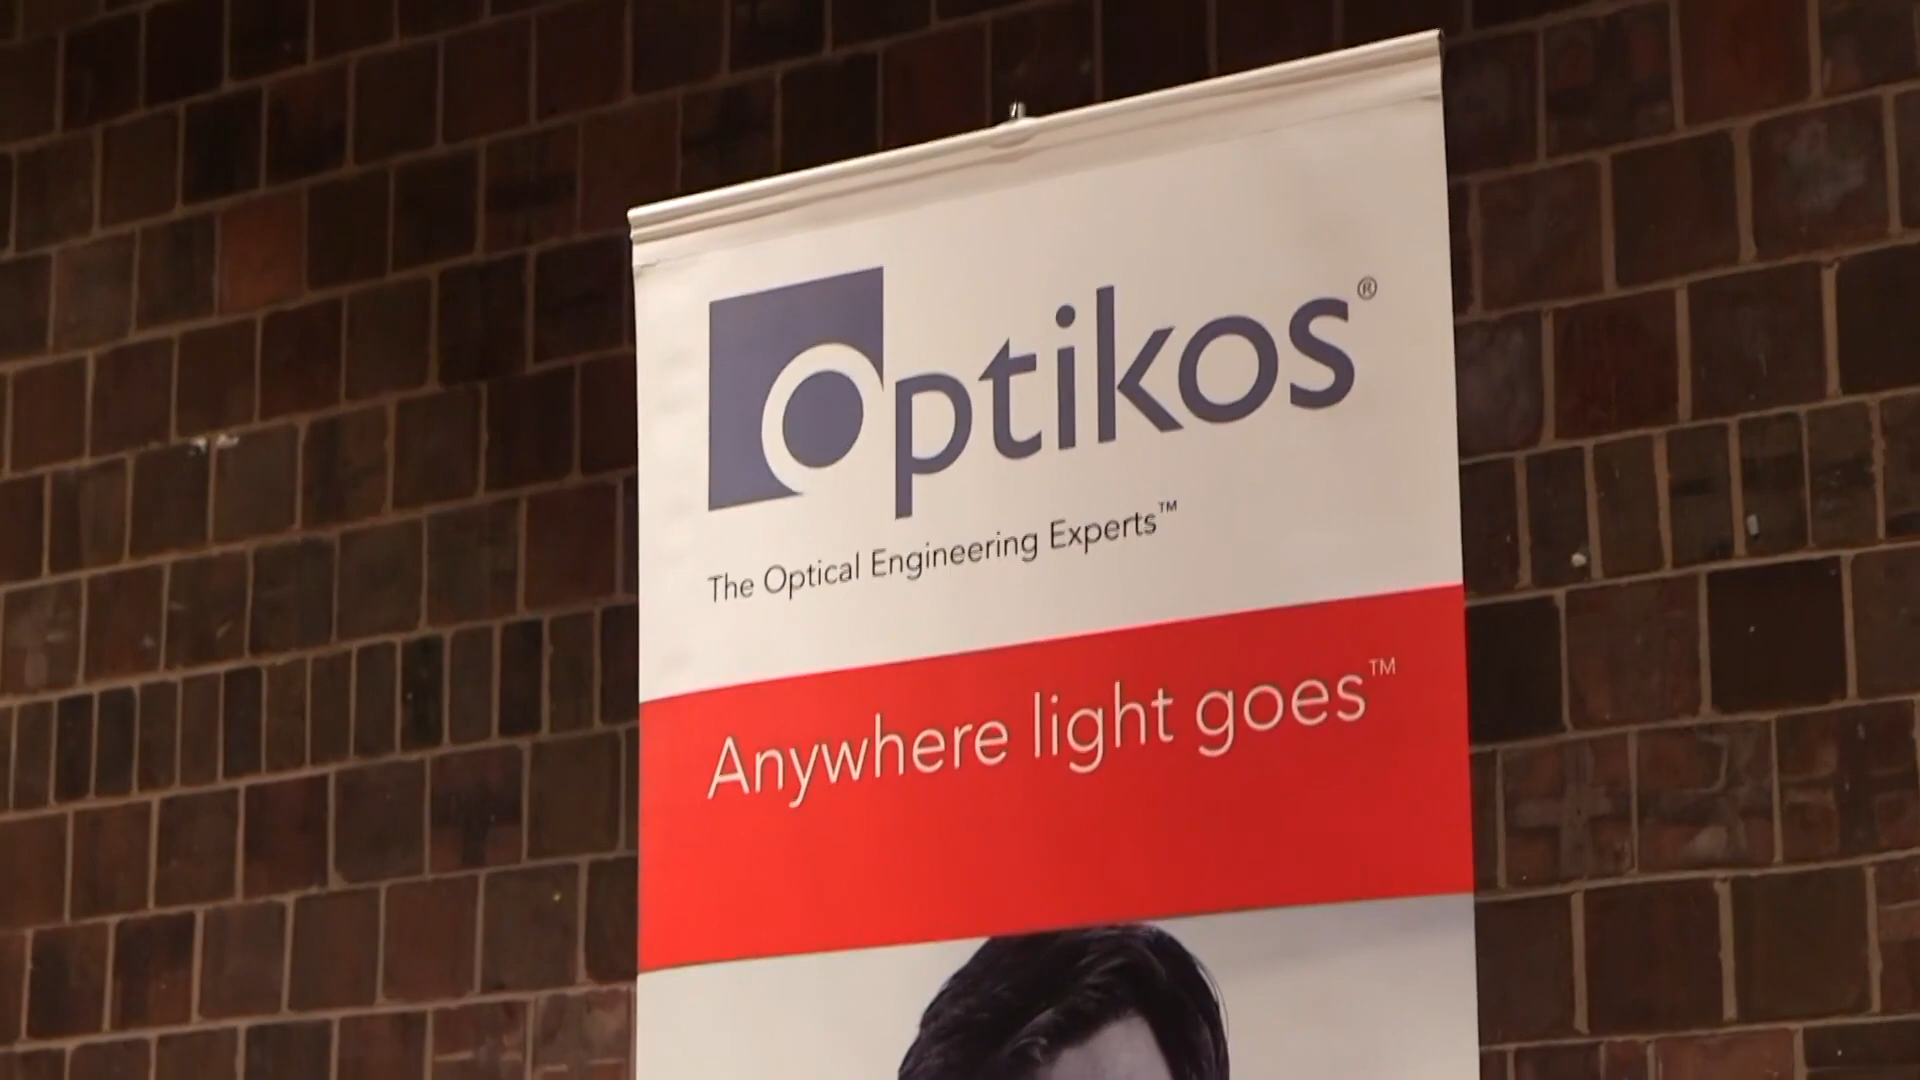 Optikos®
The Optical Engineering Experts™
Anywhere light goes™